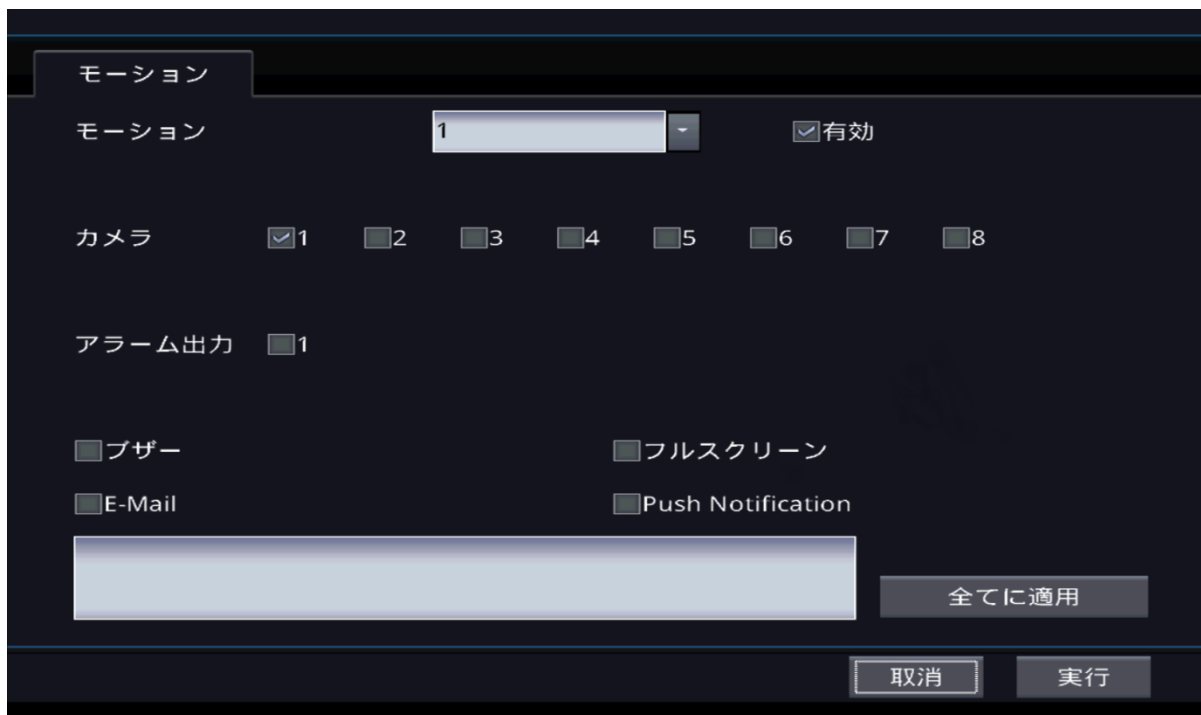 モーション
モーション 1 有効
カメラ 1 2 3 4 5 6 7 8
アラーム出力 1
ブザー フルスクリーン
E-Mail Push Notification
全てに適用
取消 実行